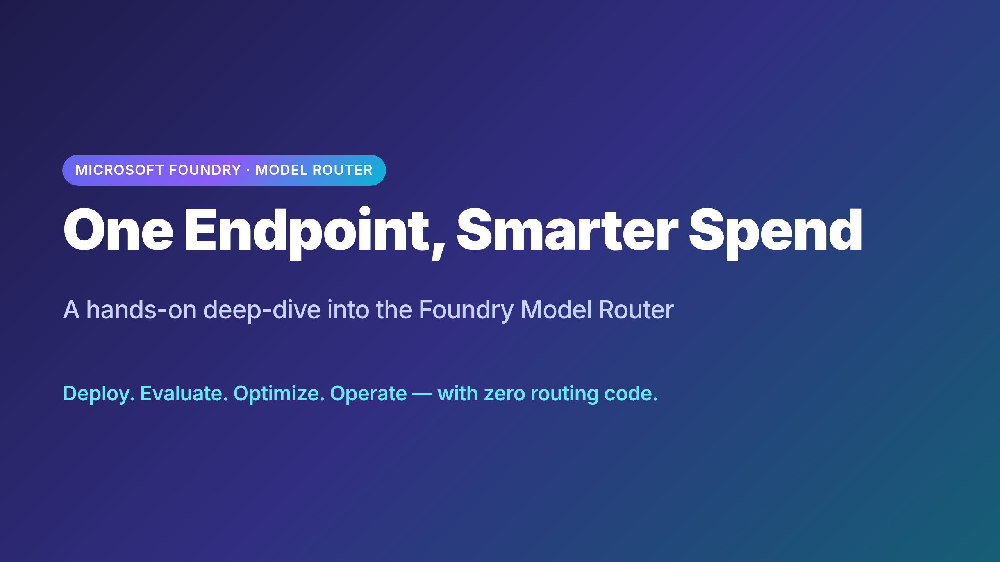 MICROSOFT FOUNDRY · MODEL ROUTER
One Endpoint, Smarter Spend
A hands-on deep-dive into the Foundry Model Router
Deploy. Evaluate. Optimize. Operate — with zero routing code.